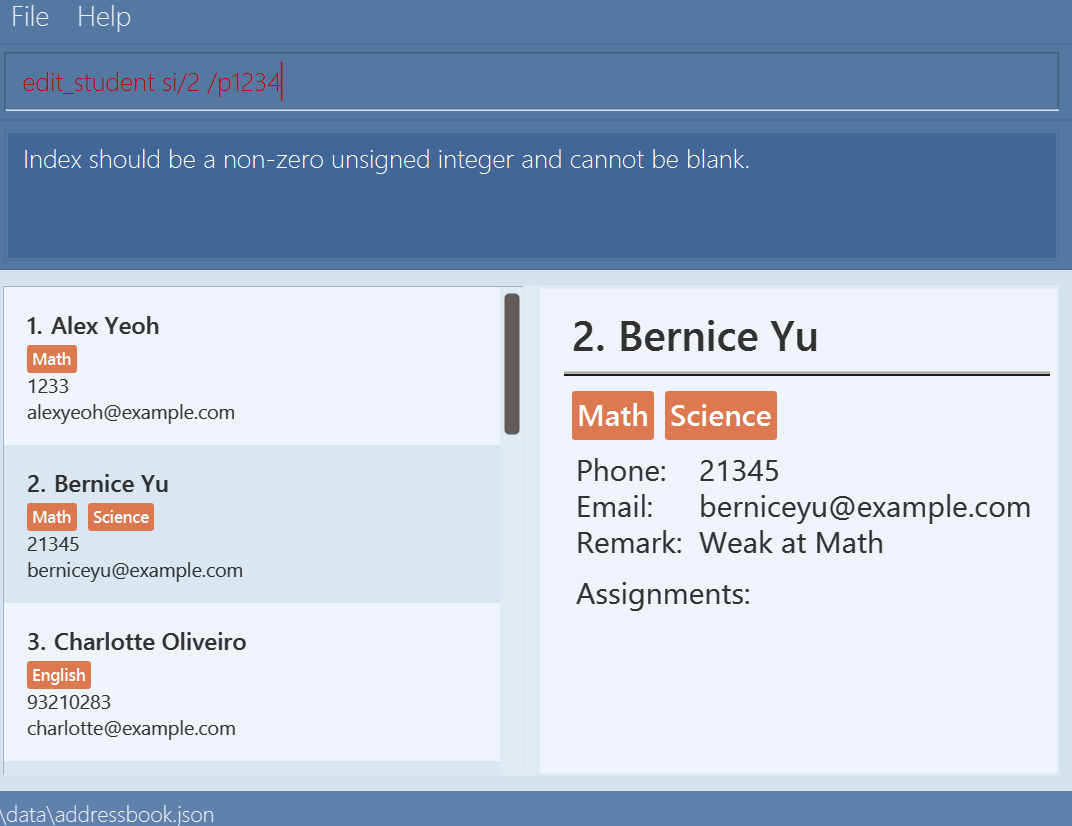 File Help
edit_student si/2 /p1234
Index should be a non-zero unsigned integer and cannot be blank.
1. Alex Yeoh
Math
1233
alexyeoh@example.com
2. Bernice Yu
Math Science
21345
berniceyu@example.com
3. Charlotte Oliveiro
English
93210283
charlotte@example.com
2. Bernice Yu
Math Science
Phone: 21345
Email: berniceyu@example.com
Remark: Weak at Math
Assignments:
\data\addressbook.json